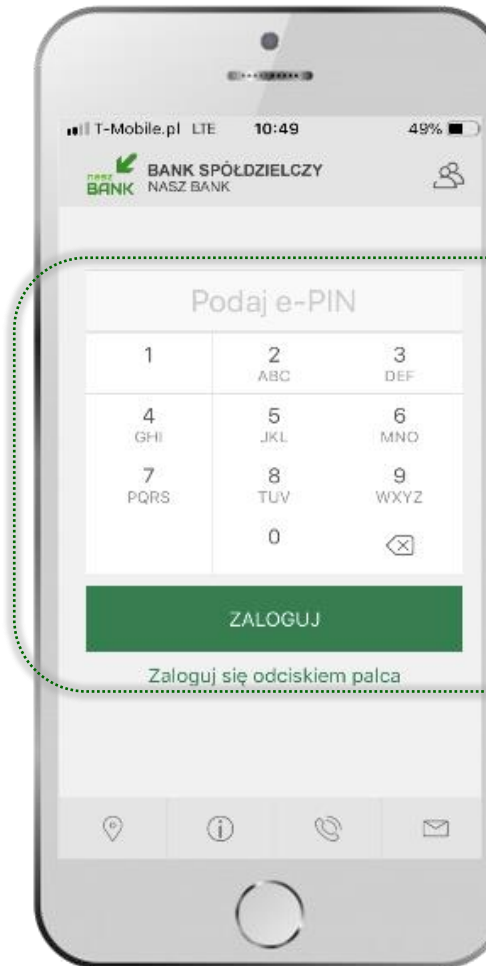 T-Mobile.pl LTE 10:49 49%
nasz BANK BANK SPÓŁDZIELCZY
NASZ BANK
Podaj e-PIN
1 2 3
ABC DEF
4 5 6
GHI JKL MNO
7 8 9
PQRS TUV WXYZ
0
ZALOGUJ
Zaloguj się odciskiem palca